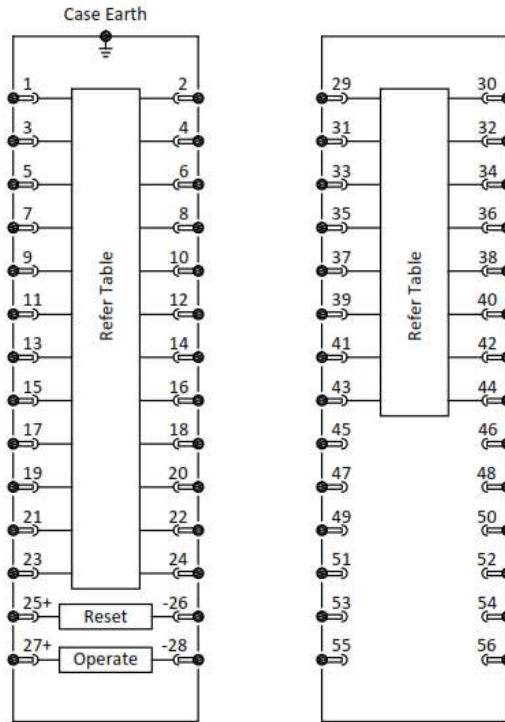 Case Earth
1 2 29 30
3 4 31 32
5 6 33 34
7 8 35 36
9 10 37 38
11 12 39 40
13 14 41 42
15 16 43 44
17 18 45 46
19 20 47 48
21 22 49 50
23 24 51 52
Refer Table
Refer Table
25+ Reset -26 53 54
27+ Operate -28 55 56